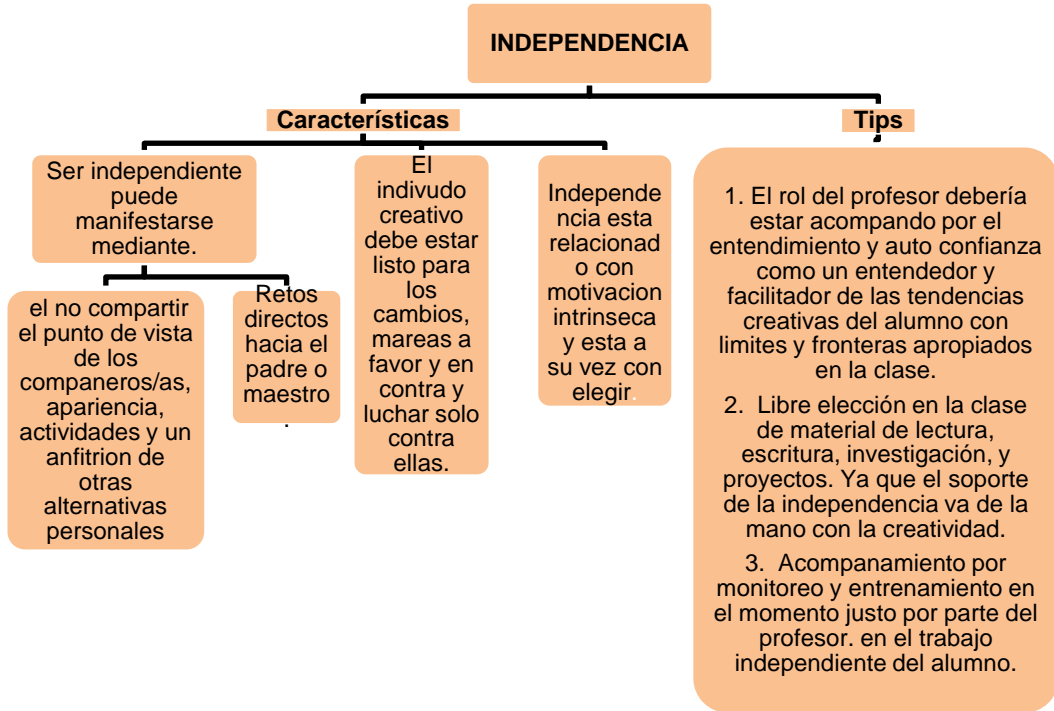 INDEPENDENCIA
Características
Tips
Ser independiente
puede
manifestarse
mediante.
el no compartir
el punto de vista
de los
companeros/as,
apariencia,
actividades y un
anfitrion de
otras
alternativas
personales
Retos
directos
hacia el
padre o
maestro
.
El
indivudo
creativo
debe estar
listo para
los
cambios,
mareas a
favor y en
contra y
luchar solo
contra
ellas.
Independe
ncia esta
relacionad
o con
motivacion
intrinseca
y esta a
su vez con
elegir.
1. El rol del profesor debería
estar acompando por el
entendimiento y auto confianza
como un entendedor y
facilitador de las tendencias
creativas del alumno con
limites y fronteras apropiados
en la clase.
2. Libre elección en la clase
de material de lectura,
escritura, investigación, y
proyectos. Ya que el soporte
de la independencia va de la
mano con la creatividad.
3. Acompanamiento por
monitoreo y entrenamiento en
el momento justo por parte del
profesor. en el trabajo
independiente del alumno.